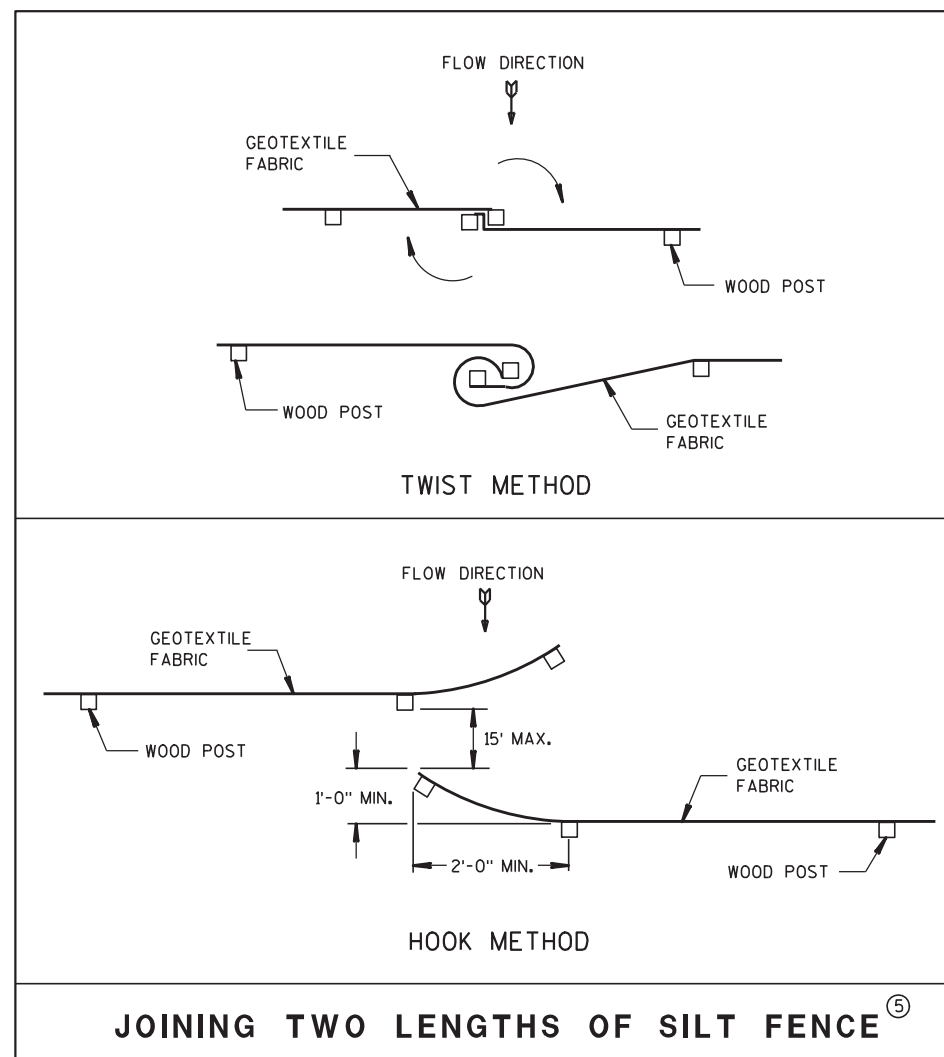 FLOW DIRECTION
GEOTEXTILE
FABRIC
WOOD POST
WOOD POST
GEOTEXTILE
FABRIC
TWIST METHOD
FLOW DIRECTION
GEOTEXTILE
FABRIC
WOOD POST
15' MAX.
GEOTEXTILE
FABRIC
1'-0" MIN.
2'-0" MIN.
WOOD POST
HOOK METHOD
JOINING TWO LENGTHS OF SILT FENCE ⑤